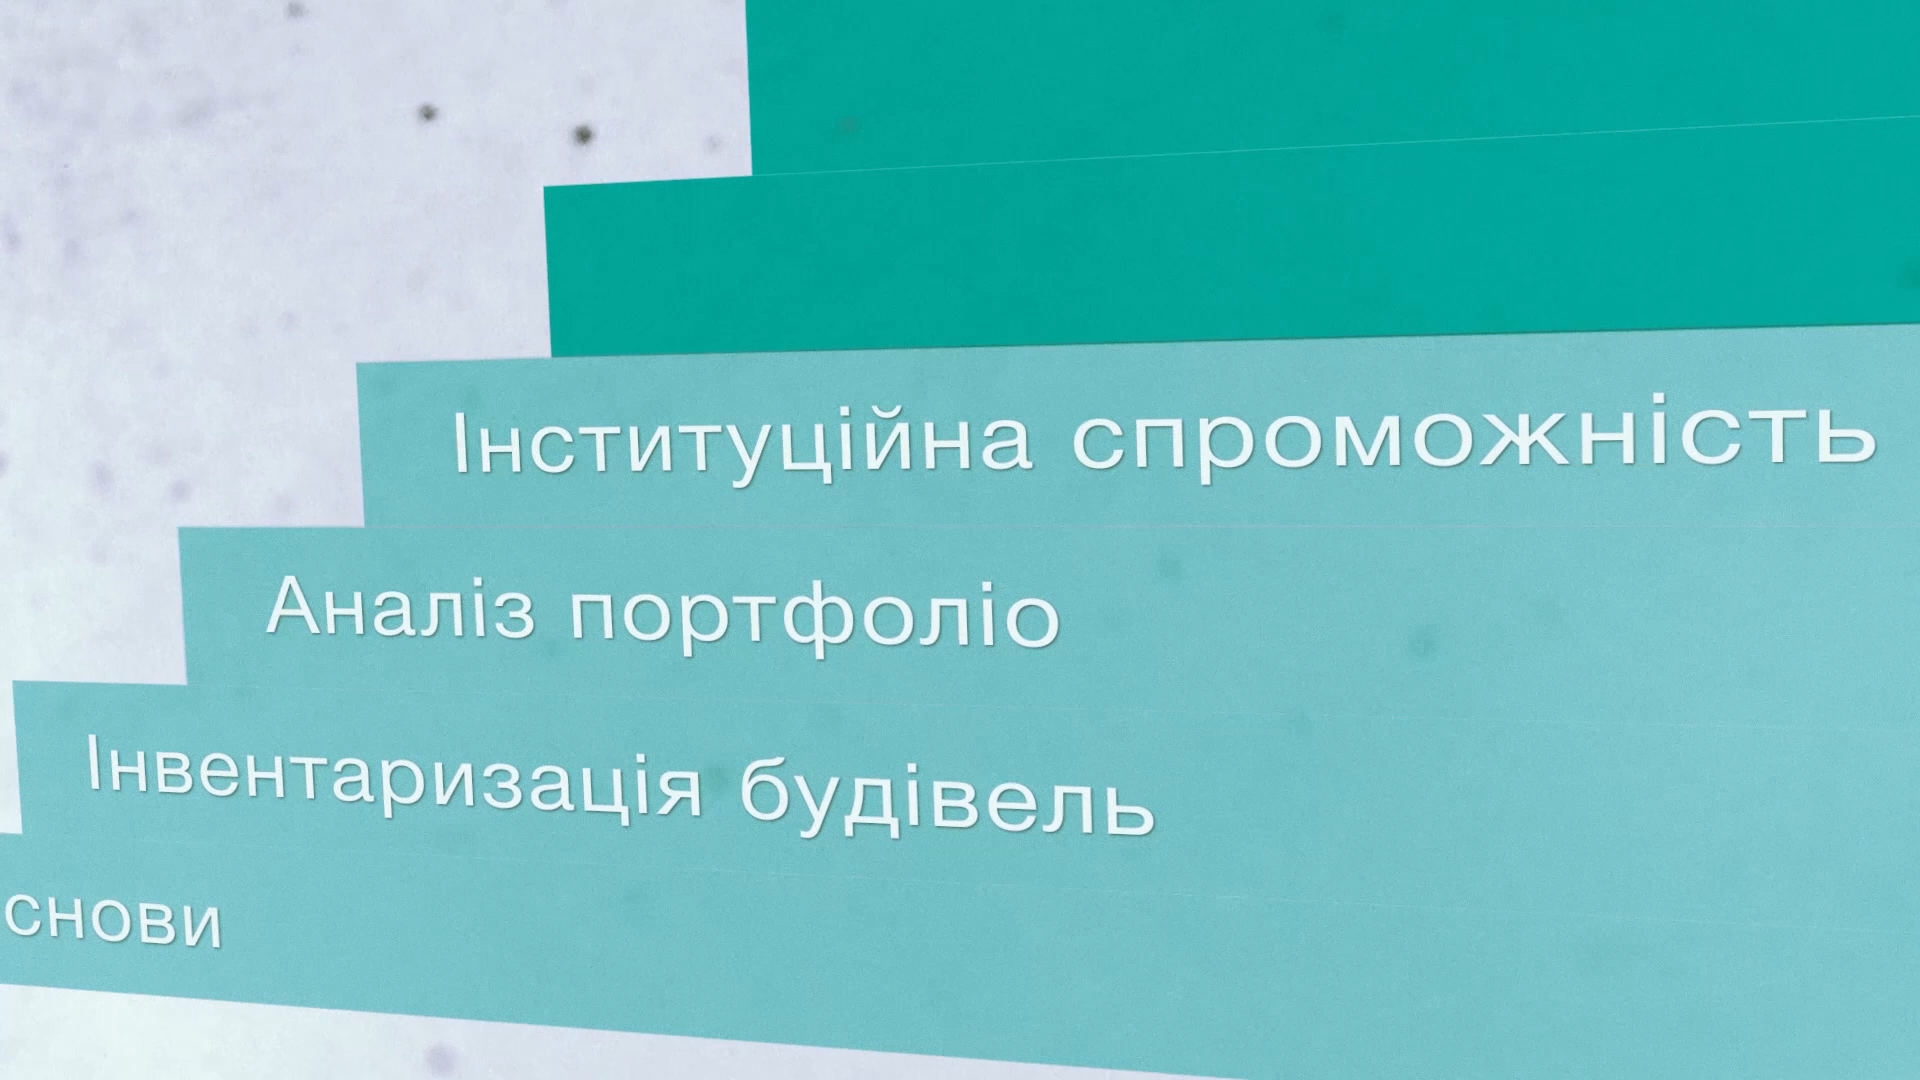 Інституційна спроможність
Аналіз портфоліо
Інвентаризація будівель
снови